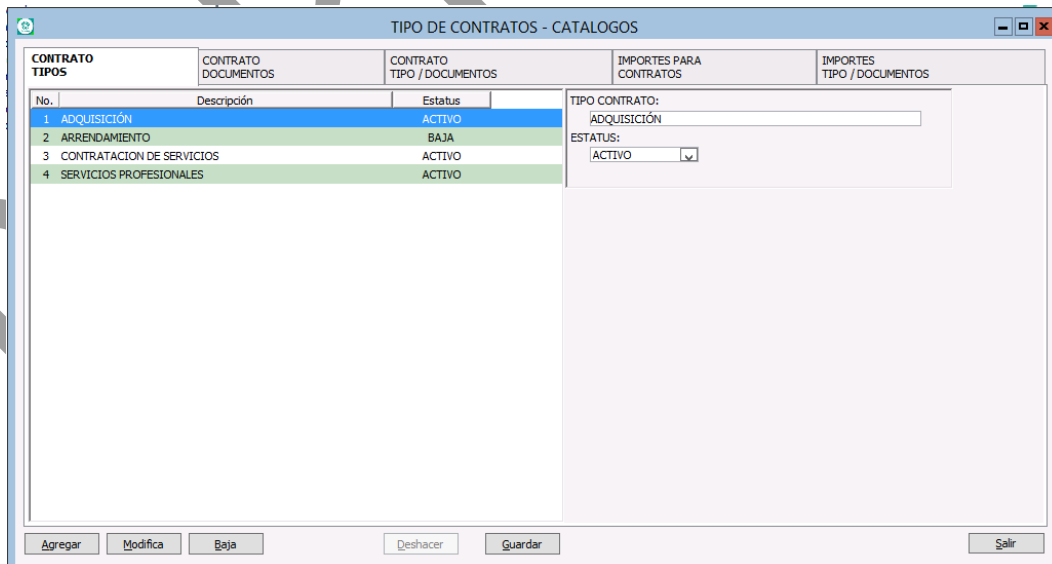 TIPO DE CONTRATOS - CATALOGOS
CONTRATO TIPOS
CONTRATO DOCUMENTOS
CONTRATO TIPO / DOCUMENTOS
IMPORTES PARA CONTRATOS
IMPORTES TIPO / DOCUMENTOS
No. Descripción Estatus
1 ADQUISICIÓN ACTIVO
2 ARRENDAMIENTO BAJA
3 CONTRATACION DE SERVICIOS ACTIVO
4 SERVICIOS PROFESIONALES ACTIVO
TIPO CONTRATO:
ADQUISICIÓN
ESTATUS:
ACTIVO
Agregar Modifica Baja Deshacer Guardar Salir